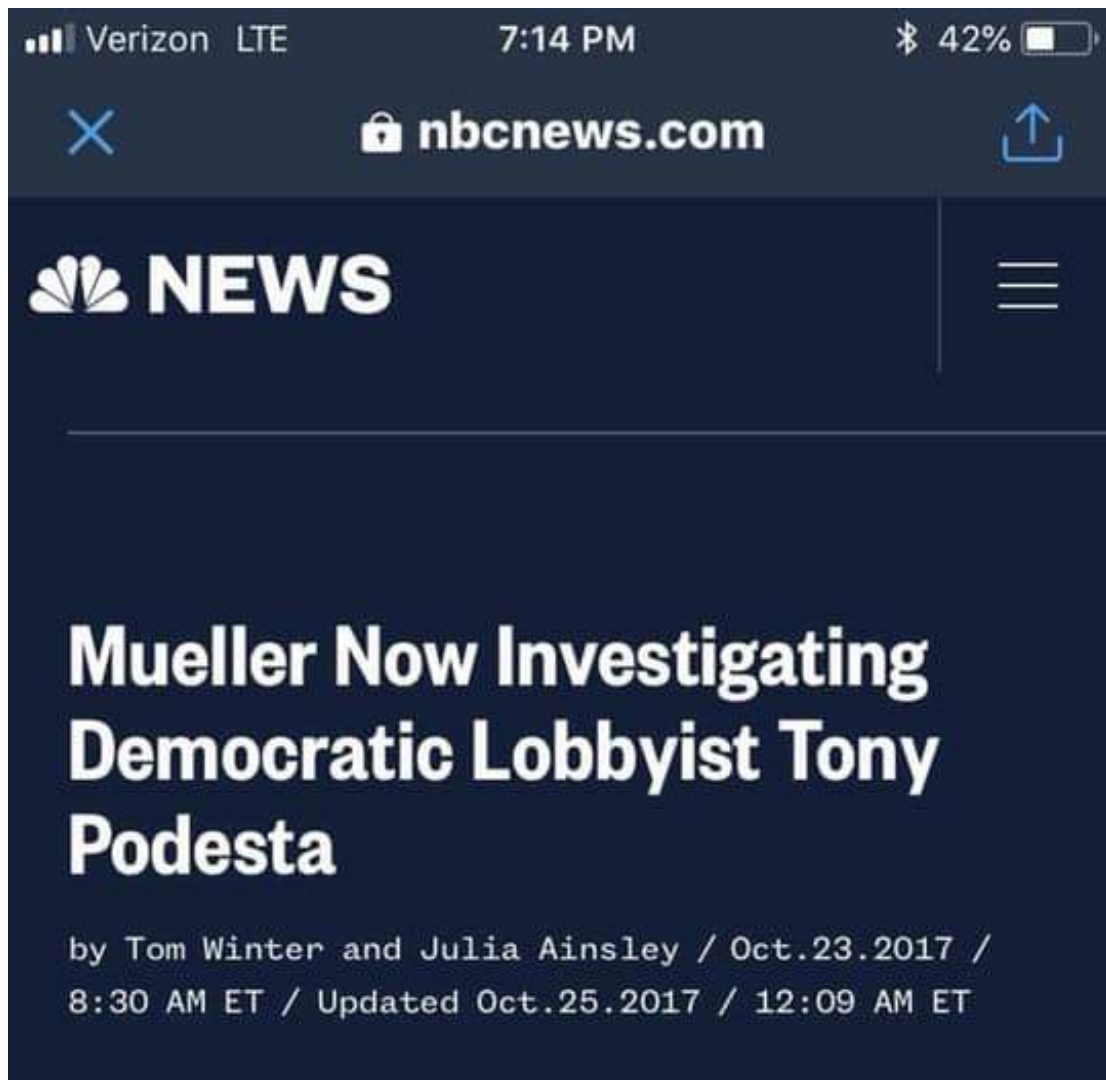 Verizon LTE 7:14 PM 42%
nbcnews.com
NEWS
Mueller Now Investigating
Democratic Lobbyist Tony
Podesta
by Tom Winter and Julia Ainsley / Oct.23.2017 /
8:30 AM ET / Updated Oct.25.2017 / 12:09 AM ET